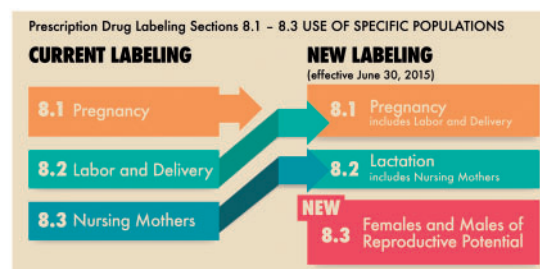 Prescription Drug Labeling Sections 8.1 – 8.3 USE OF SPECIFIC POPULATIONS
CURRENT LABELING
8.1 Pregnancy
8.2 Labor and Delivery
8.3 Nursing Mothers
NEW LABELING
(effective June 30, 2015)
8.1 Pregnancy
includes Labor and Delivery
8.2 Lactation
includes Nursing Mothers
NEW
8.3 Females and Males of
Reproductive Potential